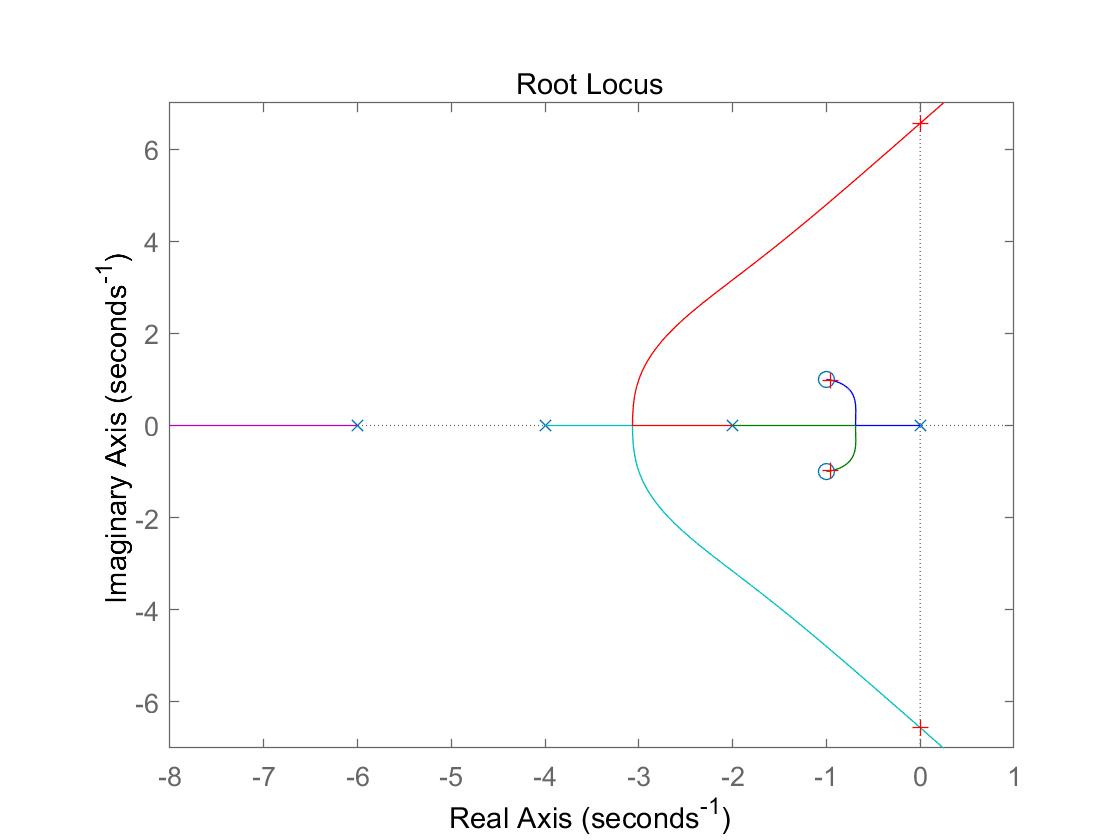 Root Locus
Imaginary Axis (seconds⁻¹)
6
4
2
0
-2
-4
-6
-8 -7 -6 -5 -4 -3 -2 -1 0 1
Real Axis (seconds⁻¹)